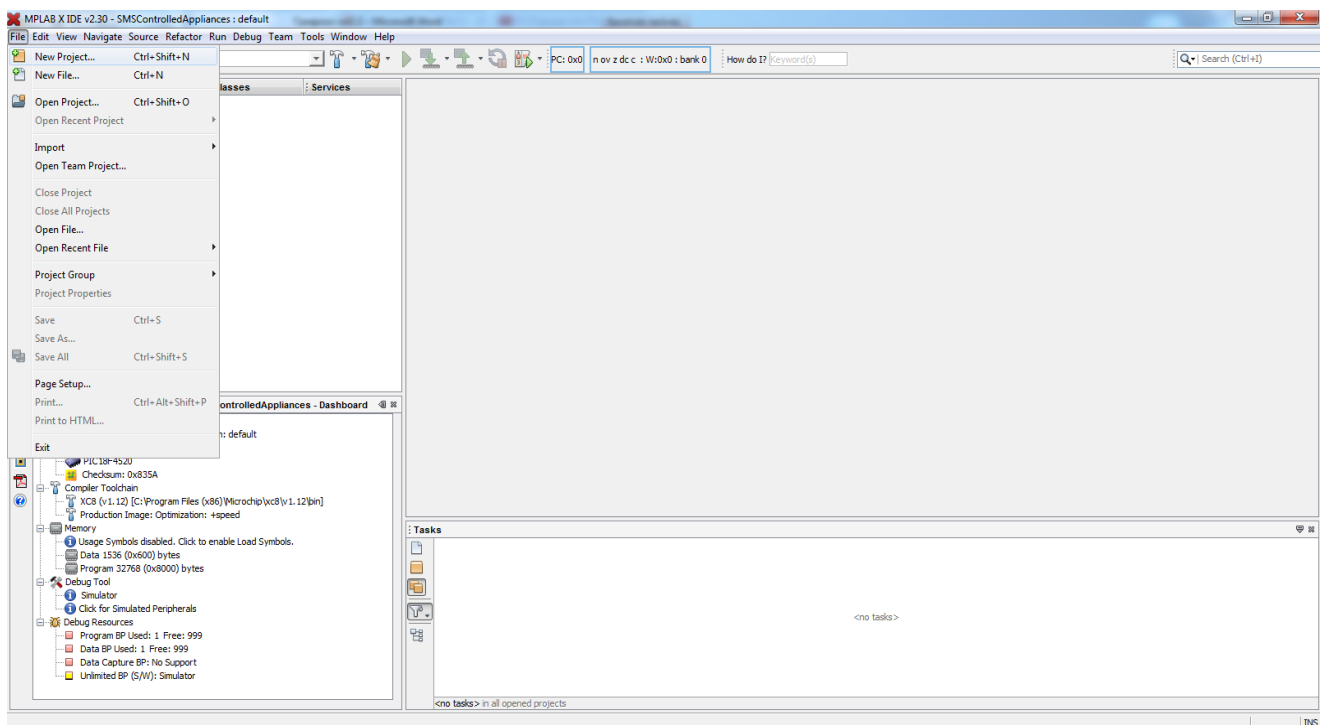 MPLAB X IDE v2.30 - SMSControlledAppliances : default
File Edit View Navigate Source Refactor Run Debug Team Tools Window Help
New Project... Ctrl+Shift+N
PC: 0x0 n ov z dc c : W:0x0 : bank 0 How do I? Keyword(s) Search (Ctrl+I)
New File... Ctrl+N
lasses Services
Open Project... Ctrl+Shift+O
Open Recent Project
Import
Open Team Project...
Close Project
Close All Projects
Open File...
Open Recent File
Project Group
Project Properties
Save Ctrl+S
Save As...
Save All Ctrl+Shift+S
Page Setup...
Print... Ctrl+Alt+Shift+P
ontrolledAppliances - Dashboard
Print to HTML...
n: default
Exit
PIC18F4520
Checksum: 0x835A
Compiler Toolchain
XC8 (v1.12) [C:\Program Files (x86)\Microchip\xc8\v1.12\bin]
Production Image: Optimization: +speed
Memory
Usage Symbols disabled. Click to enable Load Symbols.
Data 1536 (0x600) bytes
Program 32768 (0x8000) bytes
Debug Tool
Simulator
Click for Simulated Peripherals
Debug Resources
Program BP Used: 1 Free: 999
Data BP Used: 1 Free: 999
Data Capture BP: No Support
Unlimited BP (S/W): Simulator
Tasks
<no tasks>
<no tasks> in all opened projects
INS